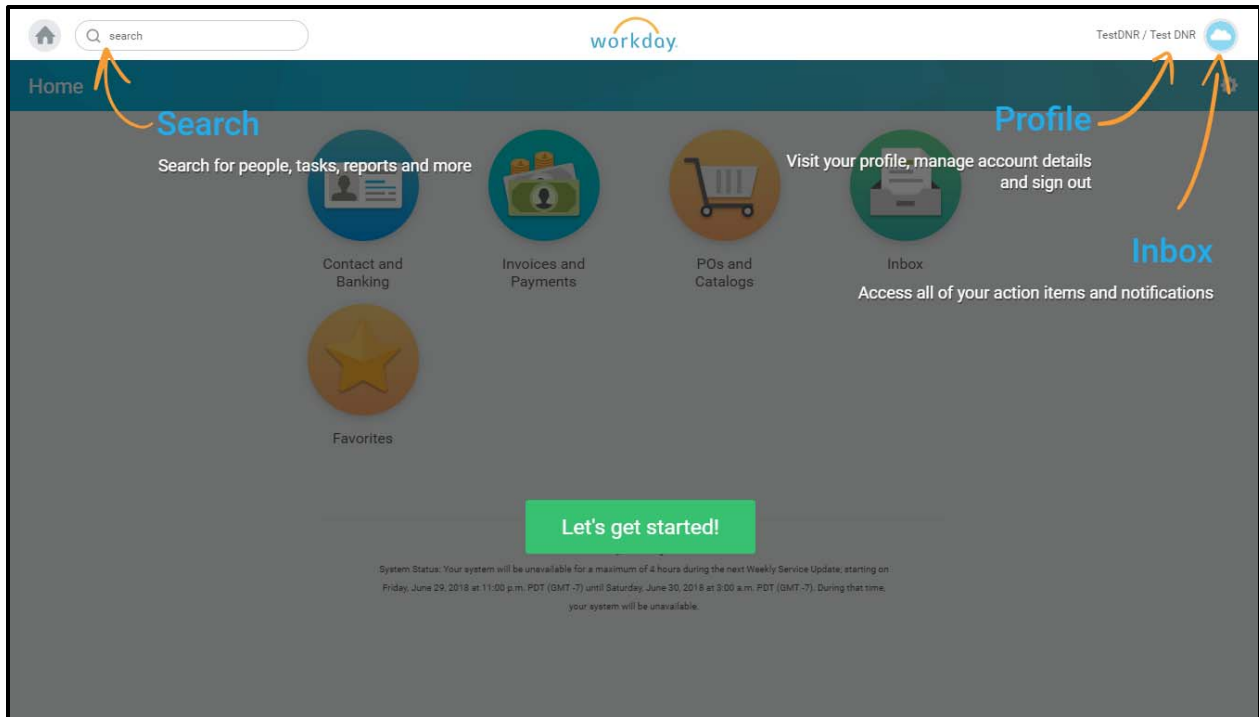 search
workday.
TestDNR / Test DNR
Home
Search
Search for people, tasks, reports and more
Profile
Visit your profile, manage account details
and sign out
Inbox
Access all of your action items and notifications
Contact and
Banking
Invoices and
Payments
POs and
Catalogs
Inbox
Favorites
Let's get started!
System Status: Your system will be unavailable for a maximum of 4 hours during the next Weekly Service Update; starting on
Friday, June 29, 2018 at 11:00 p.m. PDT (GMT -7) until Saturday, June 30, 2018 at 3:00 a.m. PDT (GMT -7). During that time,
your system will be unavailable.